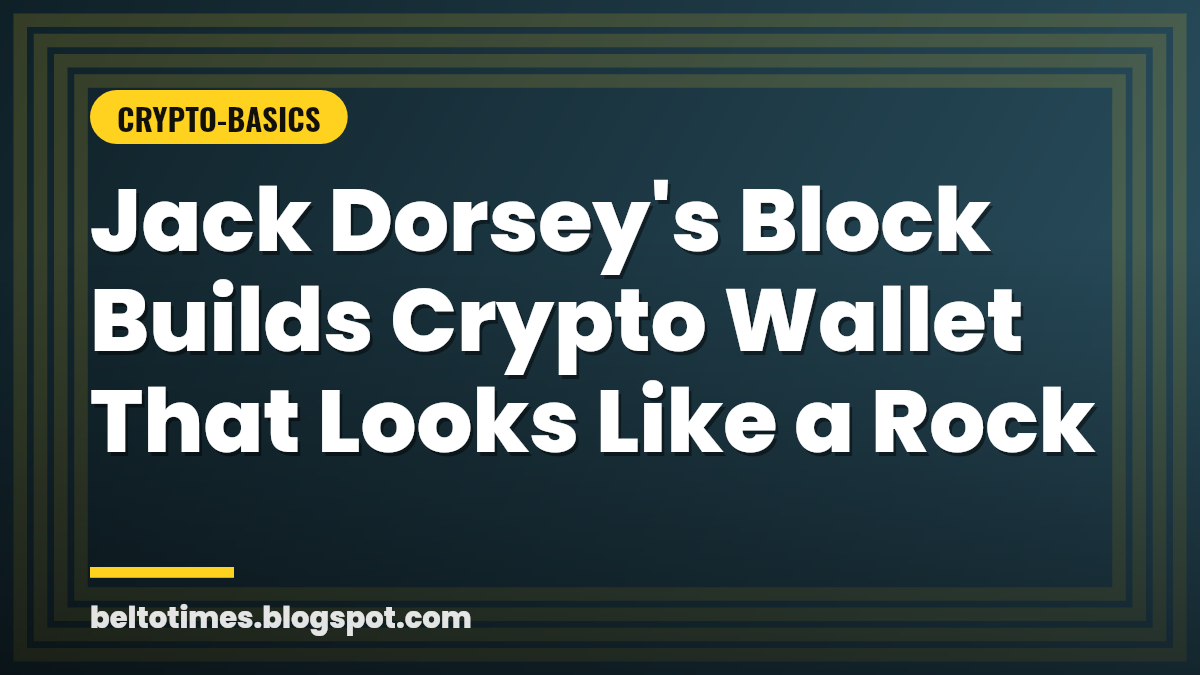 CRYPTO-BASICS
Jack Dorsey's Block
Builds Crypto Wallet
That Looks Like a Rock
beltotimes.blogspot.com